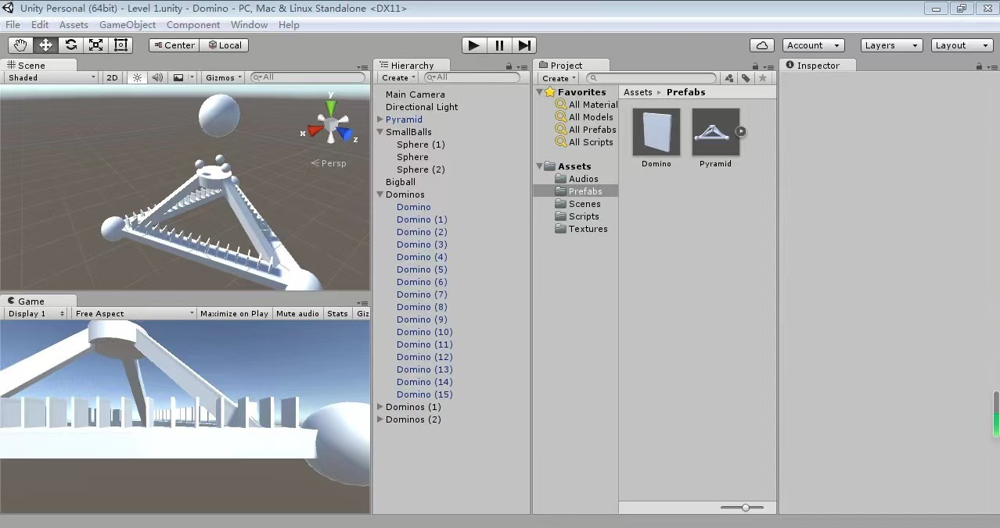 Unity Personal (64bit) - Level 1.unity - Domino - PC, Mac & Linux Standalone <DX11>
File Edit Assets GameObject Component Window Help
Center Local Account Layers Layout
Scene
Shaded 2D Gizmos All
y
x
z
Persp
Game
Display 1 Free Aspect Maximize on Play Mute audio Stats Giz
Hierarchy
Create All
Main Camera
Directional Light
Pyramid
SmallBalls
Sphere (1)
Sphere
Sphere (2)
Bigball
Dominos
Domino
Domino (1)
Domino (2)
Domino (3)
Domino (4)
Domino (5)
Domino (6)
Domino (7)
Domino (8)
Domino (9)
Domino (10)
Domino (11)
Domino (12)
Domino (13)
Domino (14)
Domino (15)
Dominos (1)
Dominos (2)
Project
Create
Favorites
All Material
All Models
All Prefabs
All Scripts
Assets
Audios
Prefabs
Scenes
Scripts
Textures
Assets Prefabs
Domino Pyramid
Inspector